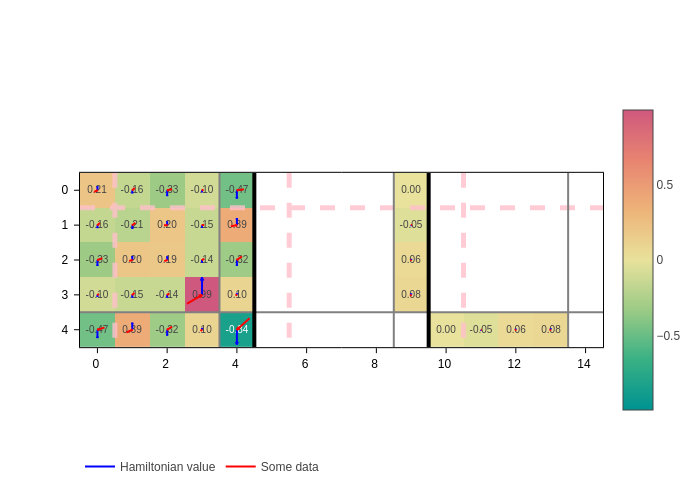 0 0.21 -0.16 -0.33 -0.10 -0.47 0.00
1 -0.16 -0.21 0.20 -0.15 0.39 -0.05
2 -0.33 0.20 0.19 -0.14 -0.32 0.06
3 -0.10 -0.15 -0.14 0.99 0.10 0.08
4 -0.47 0.39 -0.32 0.10 -0.84 0.00 -0.05 0.06 0.08
0 2 4 6 8 10 12 14
0.5
0
−0.5
Hamiltonian value Some data